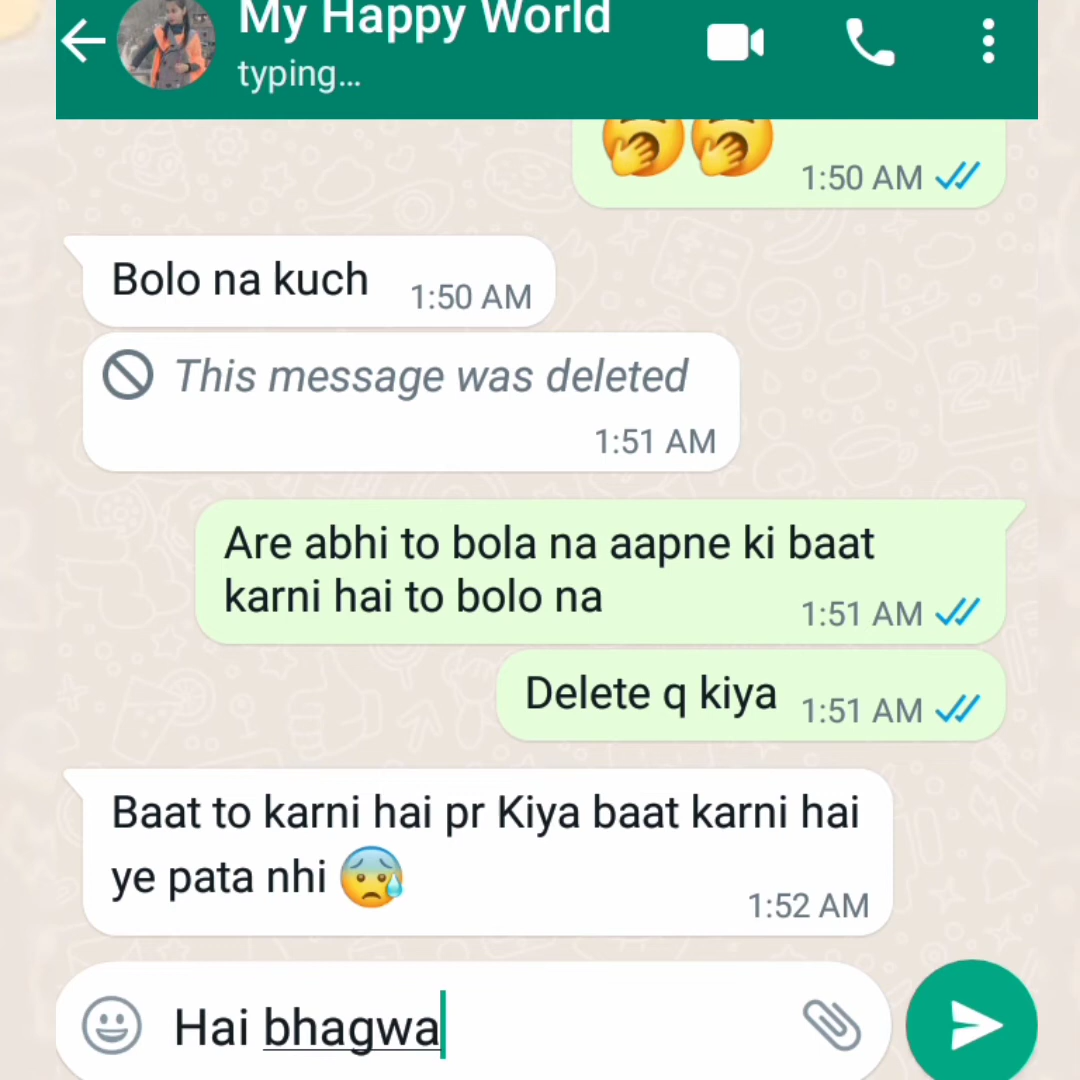 My Happy World
typing...
1:50 AM
Bolo na kuch
1:50 AM
This message was deleted
1:51 AM
Are abhi to bola na aapne ki baat
karni hai to bolo na
1:51 AM
Delete q kiya
1:51 AM
Baat to karni hai pr Kiya baat karni hai
ye pata nhi 😰
1:52 AM
Hai bhagwa